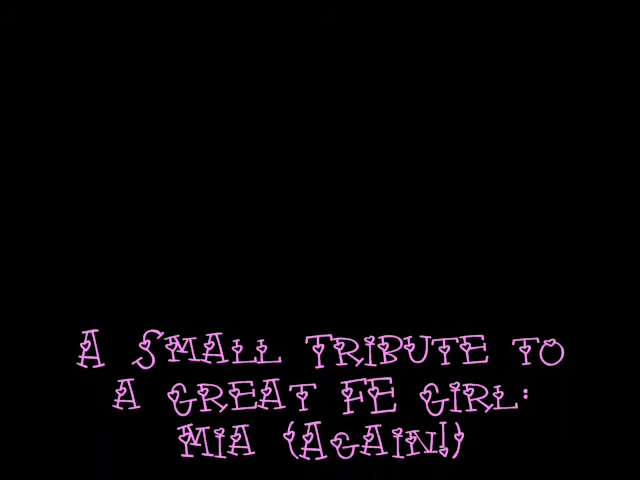 A SMALL TRIBUTE TO
A GREAT FE GIRL:
MIA (AGAIN!)